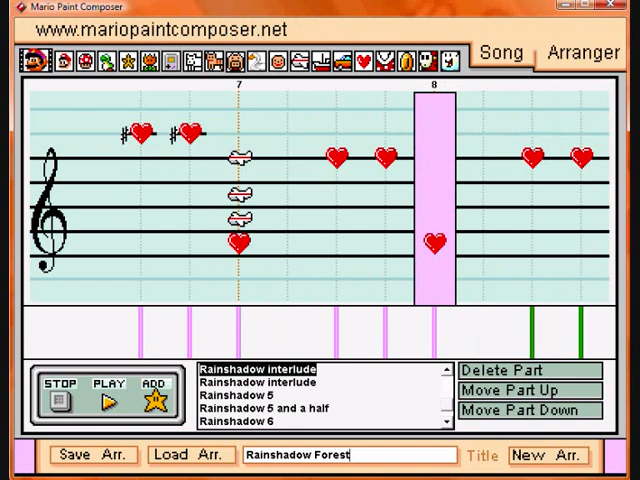 Mario Paint Composer
www.mariopaintcomposer.net
Song
Arranger
7
8
STOP PLAY ADD
Rainshadow interlude
Rainshadow interlude
Rainshadow 5
Rainshadow 5 and a half
Rainshadow 6
Delete Part
Move Part Up
Move Part Down
Save Arr.
Load Arr.
Rainshadow Forest
Title
New Arr.